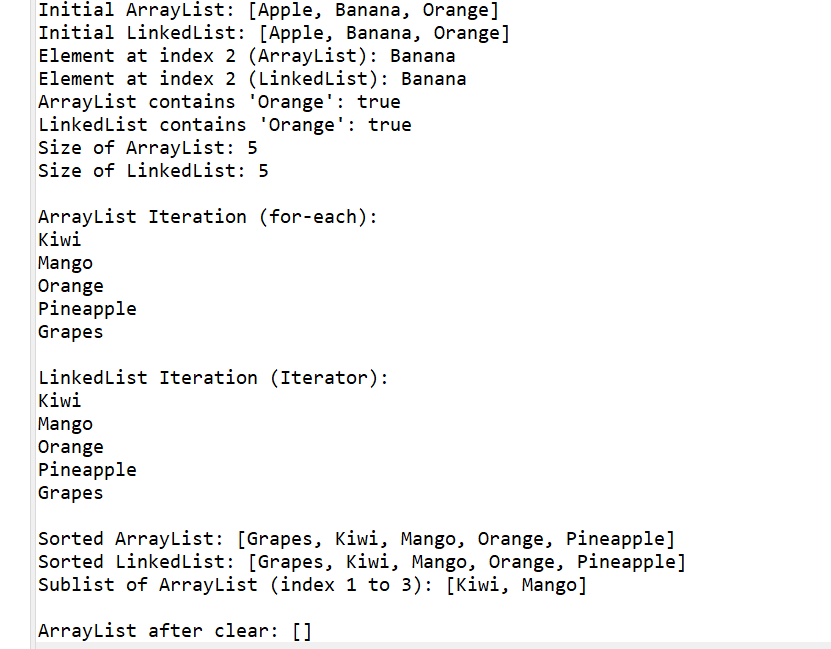 Initial ArrayList: [Apple, Banana, Orange]
Initial LinkedList: [Apple, Banana, Orange]
Element at index 2 (ArrayList): Banana
Element at index 2 (LinkedList): Banana
ArrayList contains 'Orange': true
LinkedList contains 'Orange': true
Size of ArrayList: 5
Size of LinkedList: 5

ArrayList Iteration (for-each):
Kiwi
Mango
Orange
Pineapple
Grapes

LinkedList Iteration (Iterator):
Kiwi
Mango
Orange
Pineapple
Grapes

Sorted ArrayList: [Grapes, Kiwi, Mango, Orange, Pineapple]
Sorted LinkedList: [Grapes, Kiwi, Mango, Orange, Pineapple]
Sublist of ArrayList (index 1 to 3): [Kiwi, Mango]

ArrayList after clear: []